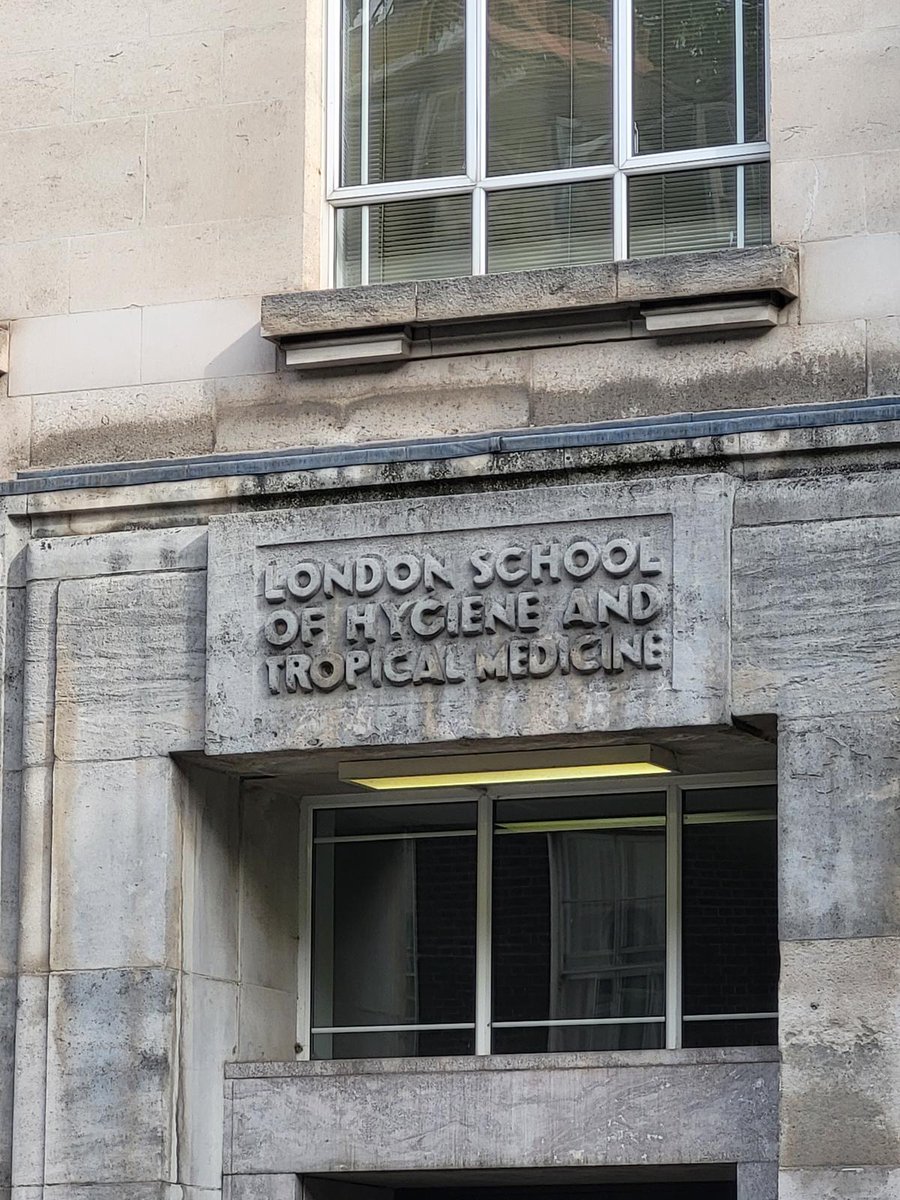 LONDON SCHOOL
OF HYGIENE AND
TROPICAL MEDICINE